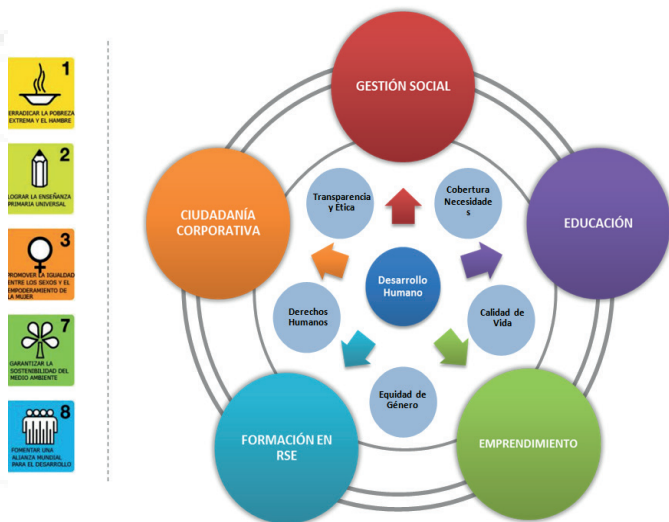 1
ERRADICAR LA POBREZA
EXTREMA Y EL HAMBRE
2
LOGRAR LA ENSEÑANZA
PRIMARIA UNIVERSAL
3
PROMOVER LA IGUALDAD
ENTRE LOS SEXOS Y EL
EMPODERAMIENTO DE
LA MUJER
7
GARANTIZAR LA
SOSTENIBILIDAD DEL
MEDIO AMBIENTE
8
FOMENTAR UNA
ALIANZA MUNDIAL
PARA EL DESARROLLO
GESTIÓN SOCIAL
Transparencia
y Etica
Cobertura
Necesidade
s
CIUDADANÍA
CORPORATIVA
EDUCACIÓN
Desarrollo
Humano
Derechos
Humanos
Calidad de
Vida
Equidad de
Género
FORMACIÓN EN
RSE
EMPRENDIMIENTO